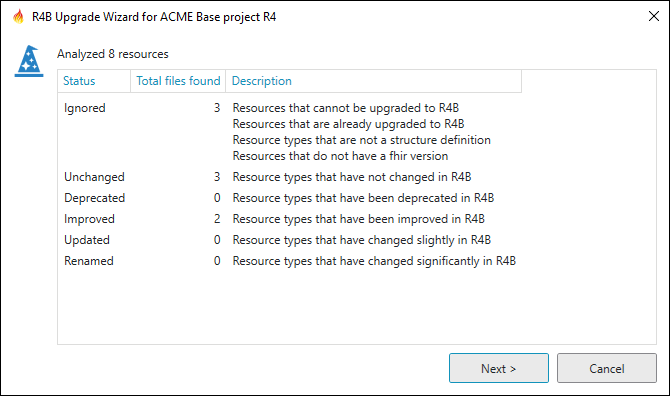 R4B Upgrade Wizard for ACME Base project R4
Analyzed 8 resources
Status Total files found Description
Ignored 3 Resources that cannot be upgraded to R4B
Resources that are already upgraded to R4B
Resource types that are not a structure definition
Resources that do not have a fhir version
Unchanged 3 Resource types that have not changed in R4B
Deprecated 0 Resource types that have been deprecated in R4B
Improved 2 Resource types that have been improved in R4B
Updated 0 Resource types that have changed slightly in R4B
Renamed 0 Resource types that have changed significantly in R4B
Next > Cancel